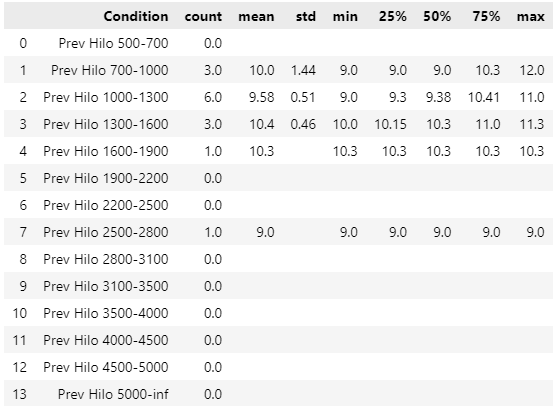 Condition count mean std min 25% 50% 75% max
0 Prev Hilo 500-700 0.0
1 Prev Hilo 700-1000 3.0 10.0 1.44 9.0 9.0 9.0 10.3 12.0
2 Prev Hilo 1000-1300 6.0 9.58 0.51 9.0 9.3 9.38 10.41 11.0
3 Prev Hilo 1300-1600 3.0 10.4 0.46 10.0 10.15 10.3 11.0 11.3
4 Prev Hilo 1600-1900 1.0 10.3 10.3 10.3 10.3 10.3 10.3
5 Prev Hilo 1900-2200 0.0
6 Prev Hilo 2200-2500 0.0
7 Prev Hilo 2500-2800 1.0 9.0 9.0 9.0 9.0 9.0 9.0
8 Prev Hilo 2800-3100 0.0
9 Prev Hilo 3100-3500 0.0
10 Prev Hilo 3500-4000 0.0
11 Prev Hilo 4000-4500 0.0
12 Prev Hilo 4500-5000 0.0
13 Prev Hilo 5000-inf 0.0